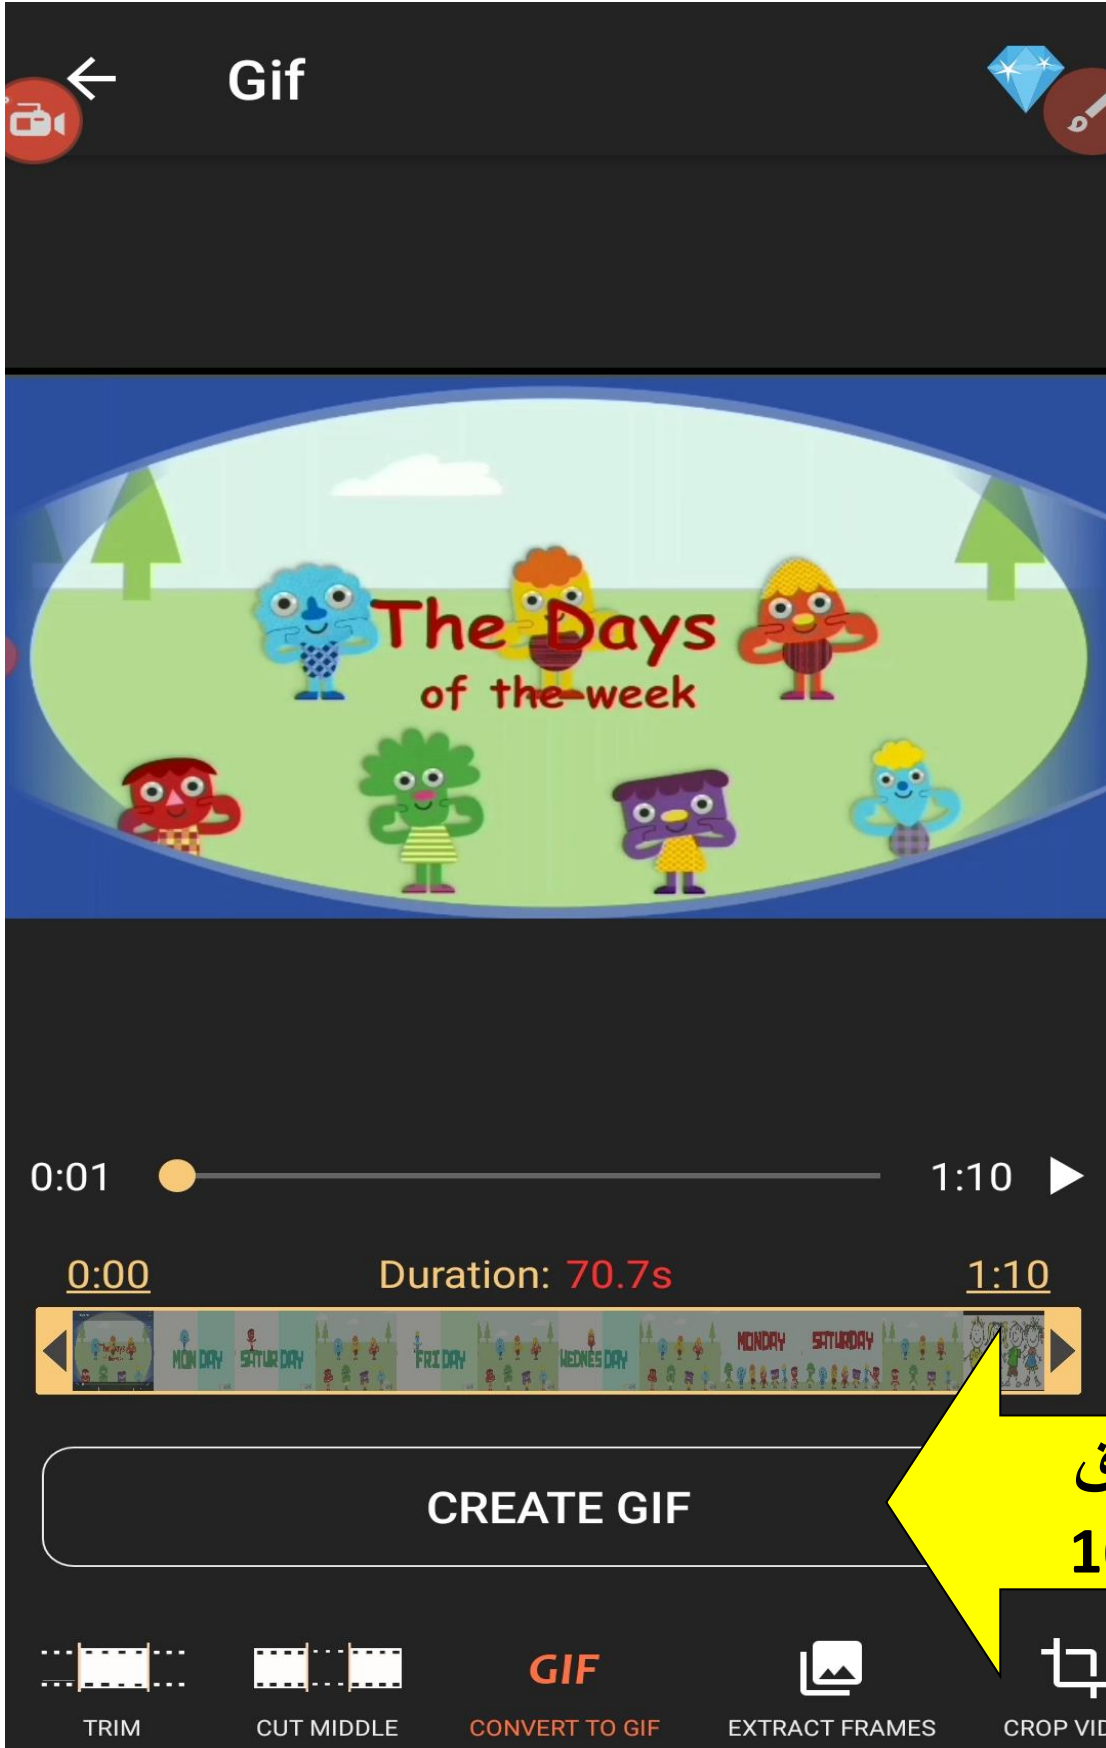 Gif
The Days
of the week
0:01
1:10
0:00
Duration: 70.7s
1:10
MON DAY
SATUR DAY
FRI DAY
WEDNES DAY
MONDAY
SATURDAY
CREATE GIF
GIF
TRIM
CUT MIDDLE
CONVERT TO GIF
EXTRACT FRAMES
CROP